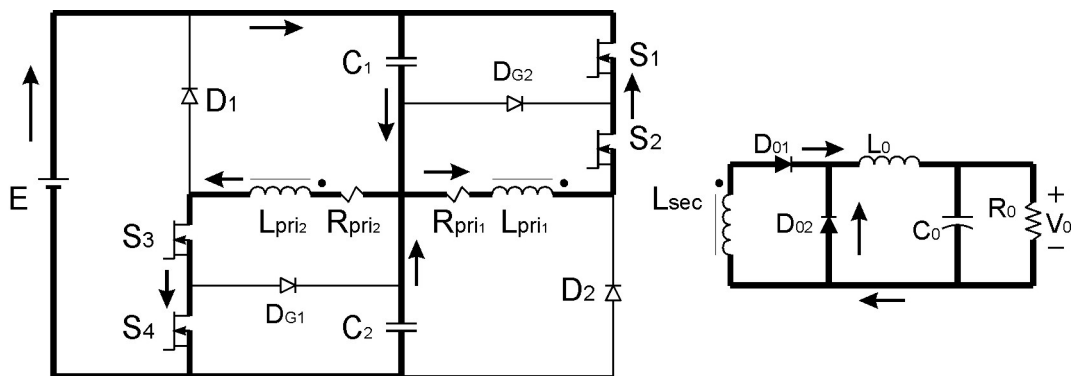 C1
S1
DG2
D1
S2
E
Lpri2
Rpri2
Rpri1
Lpri1
S3
DG1
D2
S4
C2
D01
L0
Lsec
D02
C0
R0
+
V0
−